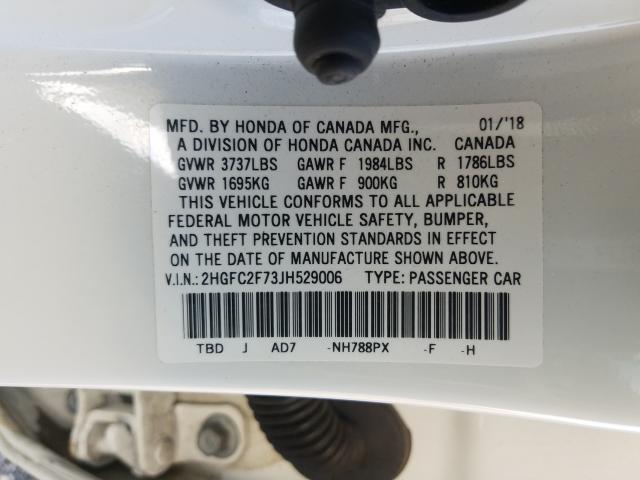 MFD. BY HONDA OF CANADA MFG., 01/'18
A DIVISION OF HONDA CANADA INC. CANADA
GVWR 3737LBS GAWR F 1984LBS R 1786LBS
GVWR 1695KG GAWR F 900KG R 810KG
THIS VEHICLE CONFORMS TO ALL APPLICABLE
FEDERAL MOTOR VEHICLE SAFETY, BUMPER,
AND THEFT PREVENTION STANDARDS IN EFFECT
ON THE DATE OF MANUFACTURE SHOWN ABOVE.
V.I.N.: 2HGFC2F73JH529006 TYPE: PASSENGER CAR
TBD J AD7 -NH788PX -F -H